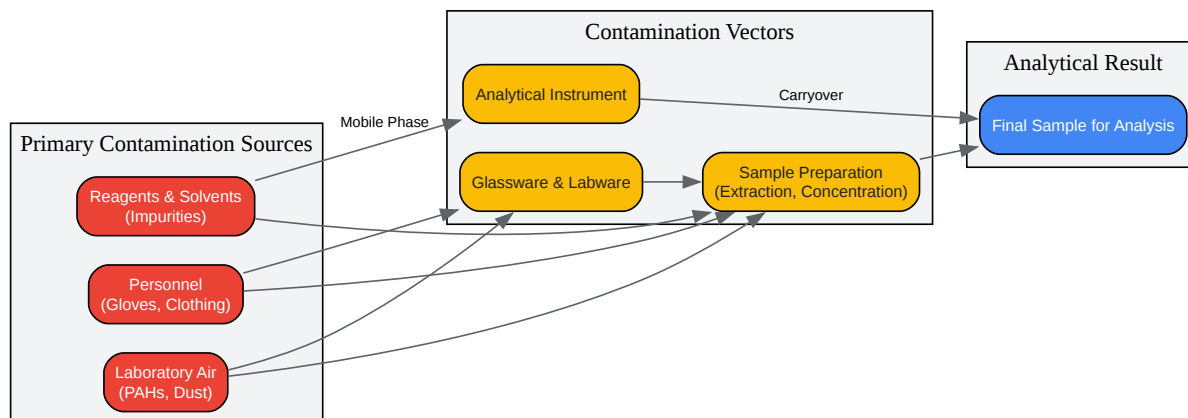 Primary Contamination Sources
Reagents & Solvents
(Impurities)
Personnel
(Gloves, Clothing)
Laboratory Air
(PAHs, Dust)
Mobile Phase
Contamination Vectors
Analytical Instrument
Glassware & Labware
Sample Preparation
(Extraction, Concentration)
Carryover
Analytical Result
Final Sample for Analysis